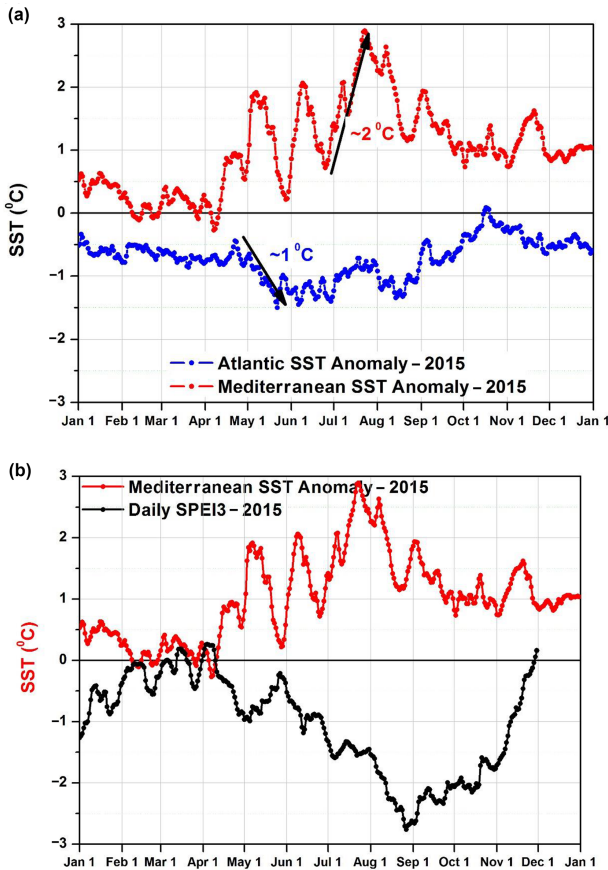 (a)
3
2
1
0
−1
−2
−3
SST (⁰C)
~2 ⁰C
~1 ⁰C
Atlantic SST Anomaly – 2015
Mediterranean SST Anomaly – 2015
Jan 1 Feb 1 Mar 1 Apr 1 May 1 Jun 1 Jul 1 Aug 1 Sep 1 Oct 1 Nov 1 Dec 1 Jan 1
(b)
3
2
1
0
−1
−2
−3
SST (⁰C)
Mediterranean SST Anomaly – 2015
Daily SPEI3 – 2015
Jan 1 Feb 1 Mar 1 Apr 1 May 1 Jun 1 Jul 1 Aug 1 Sep 1 Oct 1 Nov 1 Dec 1 Jan 1